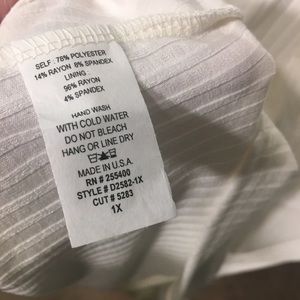 SELF : 78% POLYESTER
14% RAYON 8% SPANDEX
LINING
96% RAYON
4% SPANDEX
HAND WASH
WITH COLD WATER
DO NOT BLEACH
HANG OR LINE DRY
MADE IN U.S.A.
RN # 255400
STYLE # D2582-1X
CUT # 5283
1X